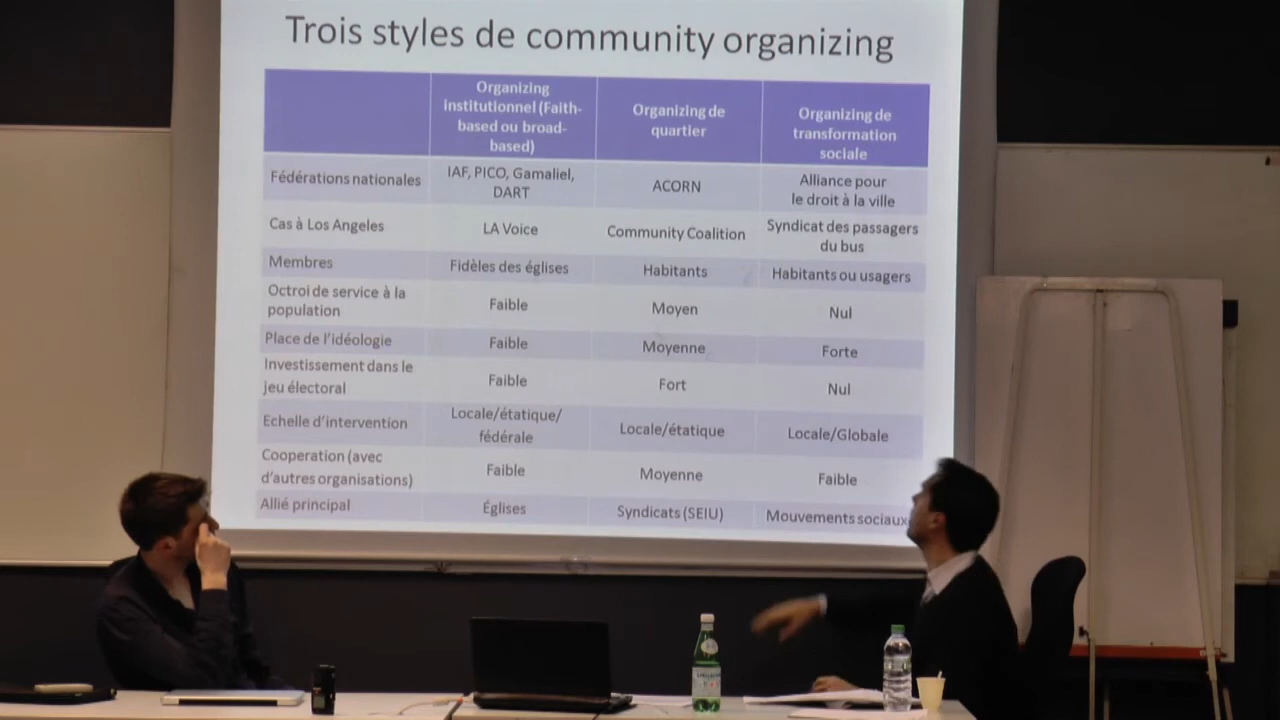 Trois styles de community organizing
Organizing
Institutionnel (Faith-
based ou broad-
based)
Organizing de
quartier
Organizing de
transformation
sociale
Fédérations nationales
IAF, PICO, Gamaliel,
DART
ACORN
Alliance pour
le droit à la ville
Cas à Los Angeles
LA Voice
Community Coalition
Syndicat des passagers
du bus
Membres
Fidèles des églises
Habitants
Habitants ou usagers
Octroi de service à la
population
Faible
Moyen
Nul
Place de l'idéologie
Faible
Moyenne
Forte
Investissement dans le
jeu électoral
Faible
Fort
Nul
Echelle d'intervention
Locale/étatique/
fédérale
Locale/étatique
Locale/Globale
Cooperation (avec
d'autres organisations)
Faible
Moyenne
Faible
Allié principal
Églises
Syndicats (SEIU)
Mouvements sociaux